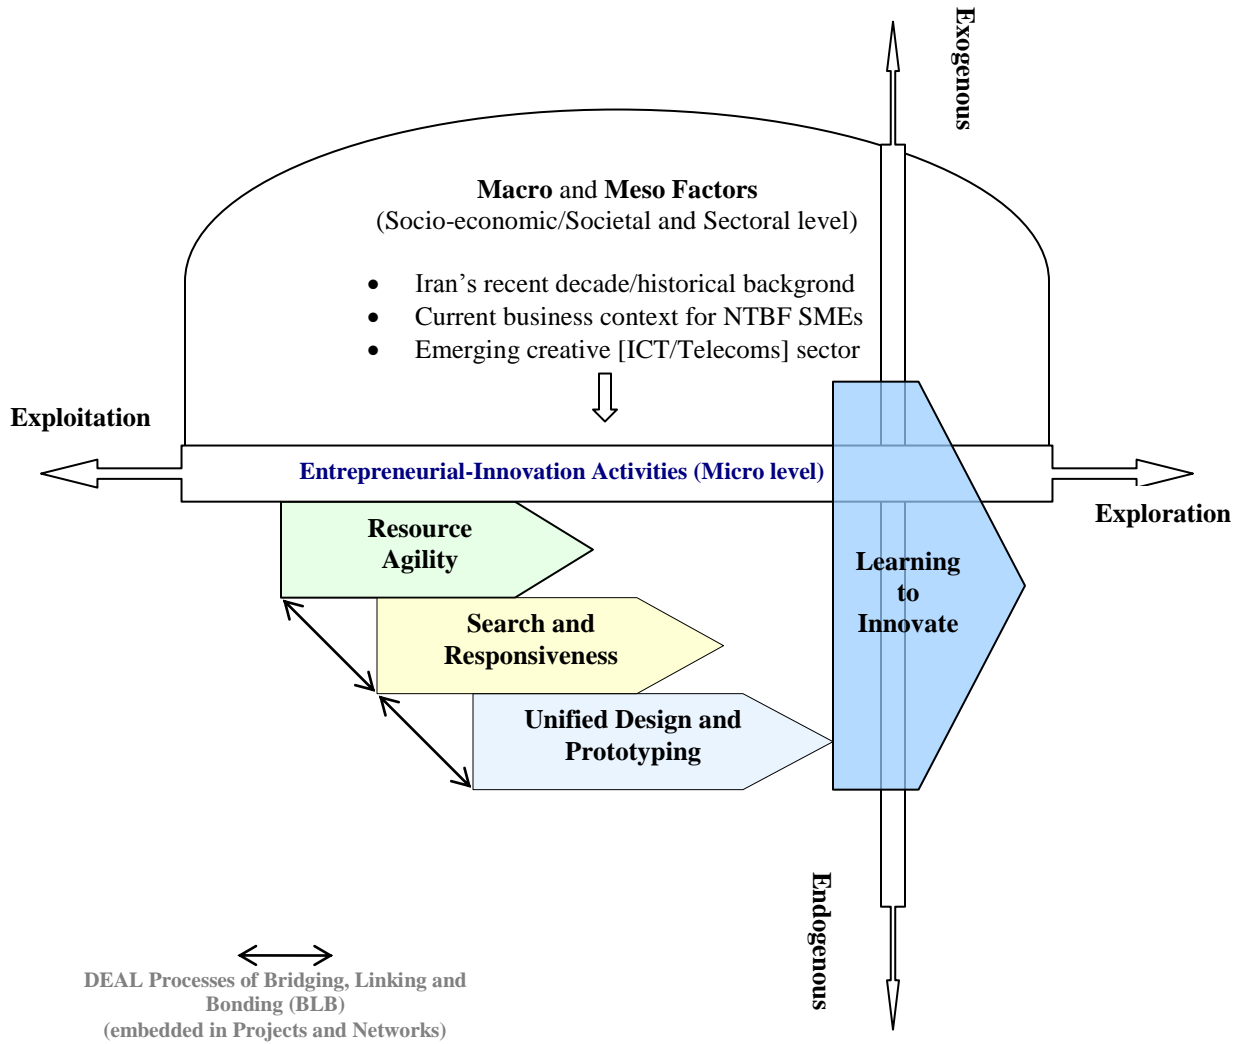 Exogenous
Macro and Meso Factors
(Socio-economic/Societal and Sectoral level)
• Iran’s recent decade/historical backgrond
• Current business context for NTBF SMEs
• Emerging creative [ICT/Telecoms] sector
Exploitation
Entrepreneurial-Innovation Activities (Micro level)
Exploration
Resource
Agility
Learning
to
Innovate
Search and
Responsiveness
Unified Design and
Prototyping
Endogenous
DEAL Processes of Bridging, Linking and
Bonding (BLB)
(embedded in Projects and Networks)